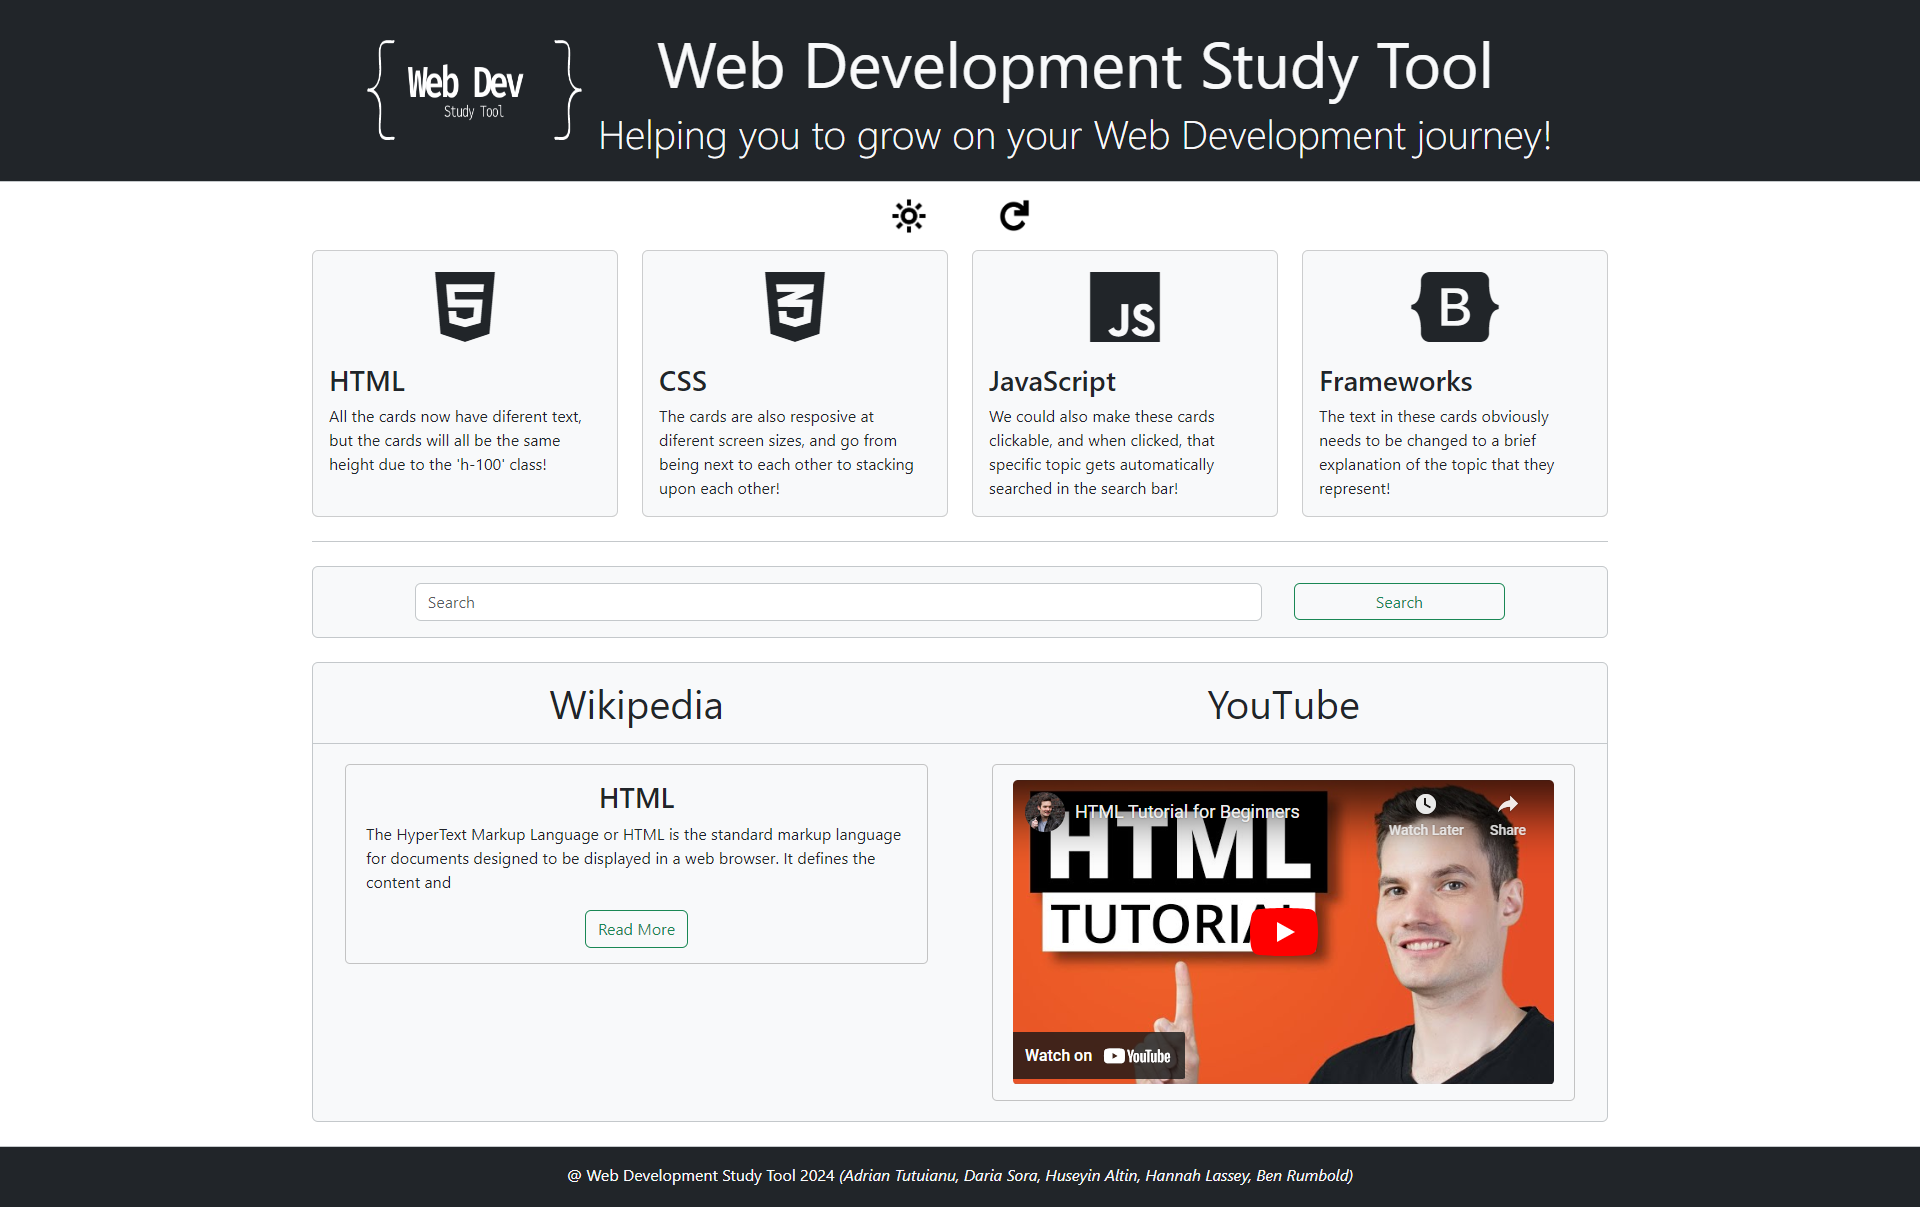 Web Dev
Study Tool
Web Development Study Tool
Helping you to grow on your Web Development journey!
5
3
JS
B
HTML
All the cards now have diferent text,
but the cards will all be the same
height due to the 'h-100' class!
CSS
The cards are also resposive at
diferent screen sizes, and go from
being next to each other to stacking
upon each other!
JavaScript
We could also make these cards
clickable, and when clicked, that
specific topic gets automatically
searched in the search bar!
Frameworks
The text in these cards obviously
needs to be changed to a brief
explanation of the topic that they
represent!
Search
Search
Wikipedia
YouTube
HTML
The HyperText Markup Language or HTML is the standard markup language
for documents designed to be displayed in a web browser. It defines the
content and
Read More
HTML Tutorial for Beginners
Watch Later
Share
HTML
TUTORIAL
Watch on YouTube
@ Web Development Study Tool 2024 (Adrian Tutuianu, Daria Sora, Huseyin Altin, Hannah Lassey, Ben Rumbold)